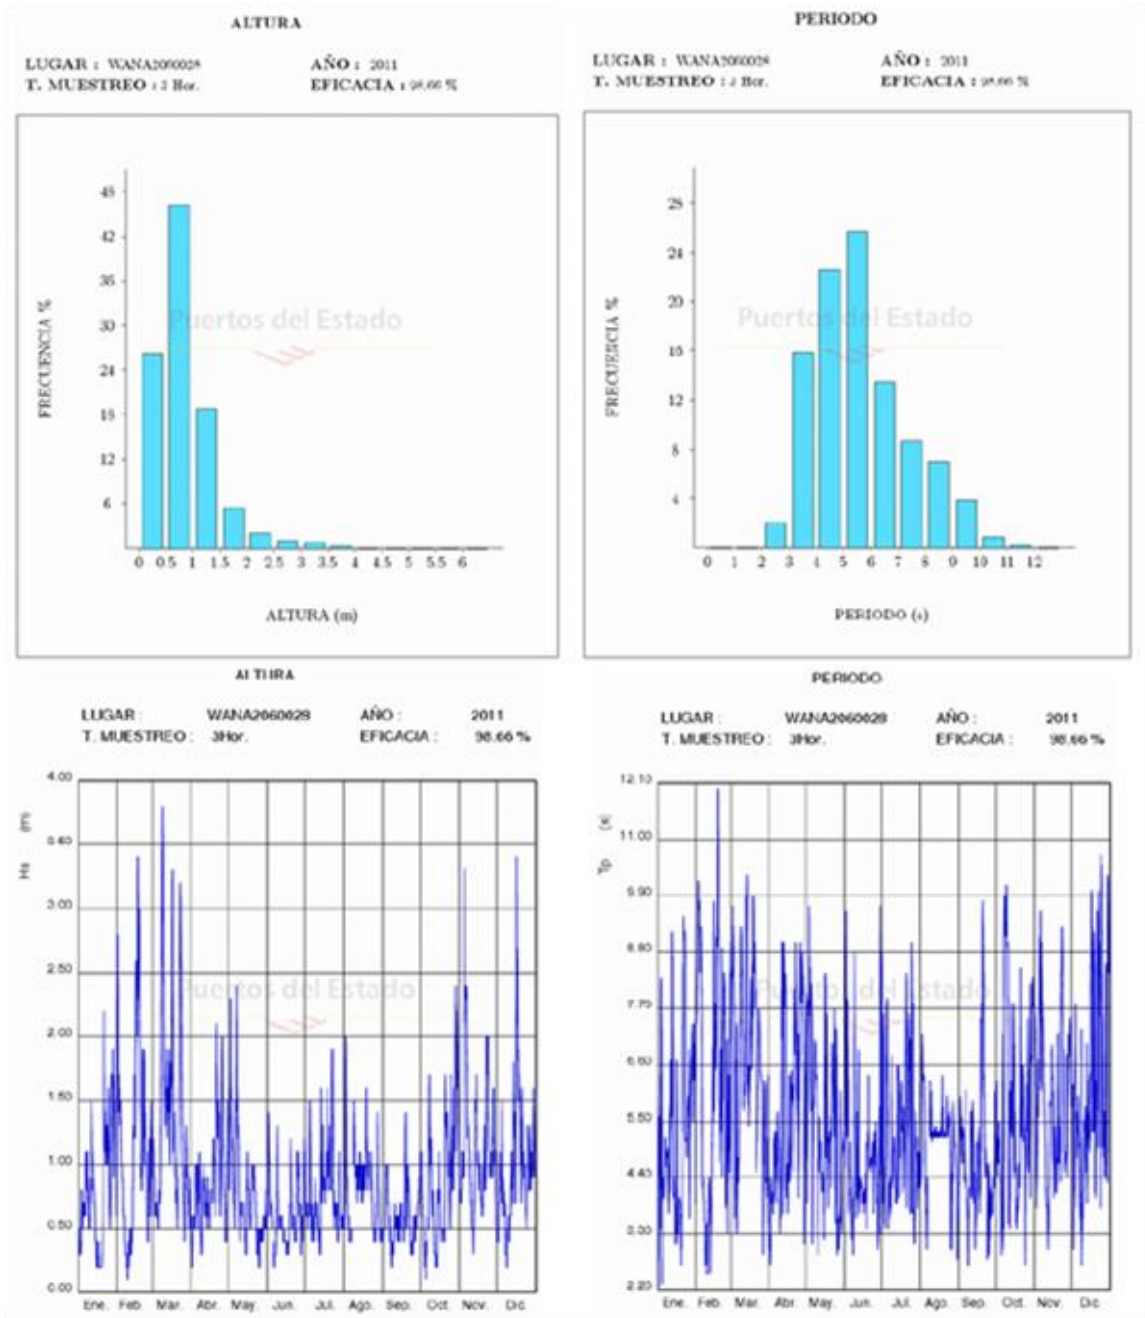 ALTURA
LUGAR : WANA2060028 AÑO : 2011
T. MUESTREO : 3 Hor. EFICACIA : 98.66 %
48
42
36
30
24
18
12
6
FRECUENCIA %
Puertos del Estado
0 0.5 1 1.5 2 2.5 3 3.5 4 4.5 5 5.5 6
ALTURA (m)
PERIODO
LUGAR : WANA2060028 AÑO : 2011
T. MUESTREO : 3 Hor. EFICACIA : 98.66 %
28
24
20
16
12
8
4
FRECUENCIA %
Puertos del Estado
0 1 2 3 4 5 6 7 8 9 10 11 12
PERIODO (s)
ALTURA
LUGAR : WANA2060028 AÑO : 2011
T. MUESTREO : 3Hor. EFICACIA : 98.66 %
4.00
3.00
2.50
2.00
1.50
1.00
0.50
0.00
Hs (m)
Puertos del Estado
Ene. Feb. Mar. Abr. May. Jun. Jul. Ago. Sep. Oct. Nov. Dic.
PERIODO
LUGAR : WANA2060028 AÑO : 2011
T. MUESTREO : 3Hor. EFICACIA : 98.66 %
12.10
11.00
9.90
8.80
7.70
6.60
5.50
4.40
3.30
2.20
Tp (s)
Puertos del Estado
Ene. Feb. Mar. Abr. May. Jun. Jul. Ago. Sep. Oct. Nov. Dic.